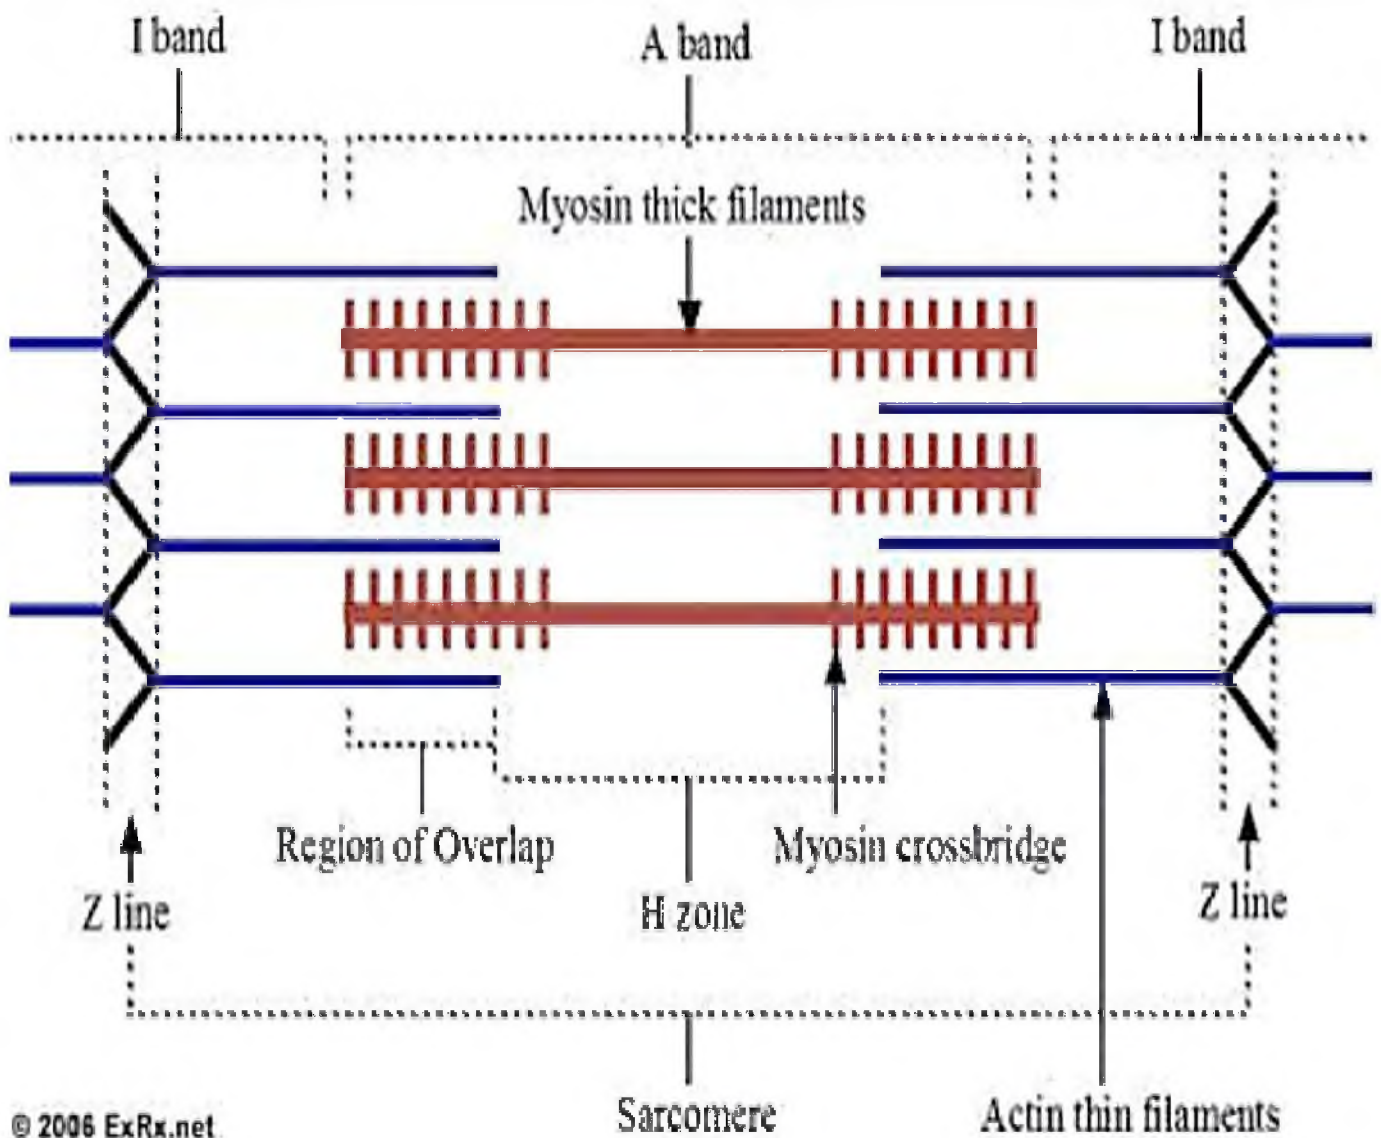 I band
A band
I band
Myosin thick filaments
Region of Overlap
Myosin crossbridge
Z line
H zone
Z line
Sarcomere
Actin thin filaments
© 2006 ExRx.net